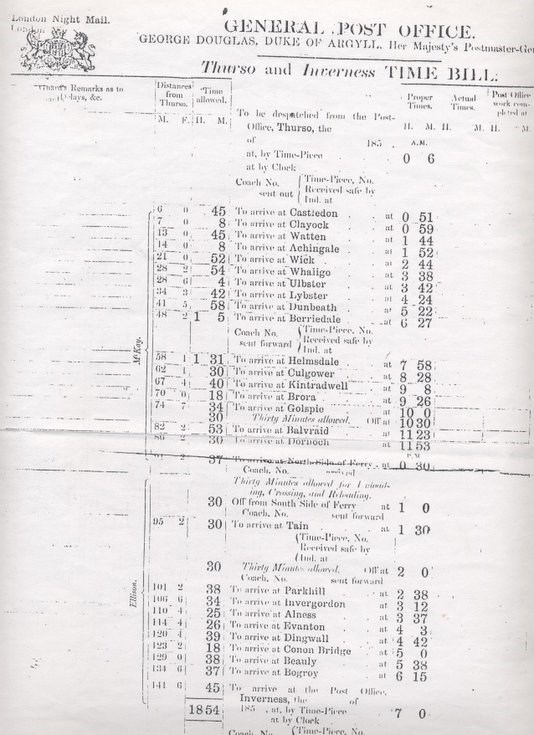 London Night Mail.
London
GENERAL POST OFFICE.
GEORGE DOUGLAS, DUKE OF ARGYLL, Her Majesty's Postmaster-Gen
Thurso and Inverness TIME BILL.
Guard's Remarks as to Delays, &c. Distances from Thurso. Time allowed. Proper Times. Actual Times. Post Office work completed at
M. F. H. M. To be despatched from the Post-Office, Thurso, the H. M. H. M. H. M.
of 185 A.M.
at, by Time-Piece 0 6
at by Clock
Coach No. sent out { Time-Piece, No.
Received safe by
Ind. at
6 0 45 To arrive at Castledon at 0 51
7 0 8 To arrive at Clayock at 0 59
13 0 45 To arrive at Watten at 1 44
14 0 8 To arrive at Achingale at 1 52
21 0 52 To arrive at Wick at 2 44
28 2 54 To arrive at Whaligo at 3 38
28 6 4 To arrive at Ulbster at 3 42
34 3 42 To arrive at Lybster at 4 24
41 5 58 To arrive at Dunbeath at 5 22
48 2 1 5 To arrive at Berriedale at 6 27
Coach No. sent forward { Time-Piece, No.
Received safe by
Ind. at
McKay.
58 1 1 31 To arrive at Helmsdale at 7 58
62 1 30 To arrive at Culgower at 8 28
67 4 40 To arrive at Kintradwell at 9 8
70 0 18 To arrive at Brora at 9 26
74 7 34 To arrive at Golspie at 10 0
30 Thirty Minutes allowed. Off at 10 30
82 2 53 To arrive at Balvraid at 11 23
86 2 30 To arrive at Dornoch at 11 53
P.M
37 To arrive at North Side of Ferry at 0 30
Coach, No. arrived
Thirty Minutes allowed for Unloading, Crossing, and Reloading.
30 Off from South Side of Ferry at 1 0
Coach, No. sent forward
95 2 30 To arrive at Tain at 1 30
{ Time-Piece, No.
Received safe by
Ind. at
30 Thirty Minutes allowed. Off at 2 0
Coach, No. sent forward
Ellison.
101 2 38 To arrive at Parkhill at 2 38
106 6 34 To arrive at Invergordon at 3 12
110 4 25 To arrive at Alness at 3 37
114 4 26 To arrive at Evanton at 4 3
120 4 39 To arrive at Dingwall at 4 42
123 2 18 To arrive at Conon Bridge at 5 0
129 0 38 To arrive at Beauly at 5 38
134 6 37 To arrive at Bogroy at 6 15
141 6 45 To arrive at the Post Office,
Inverness, the of
18 54 185 , at, by Time-Piece 7 0
at by Clock
Coach No. { Time-Piece, No.